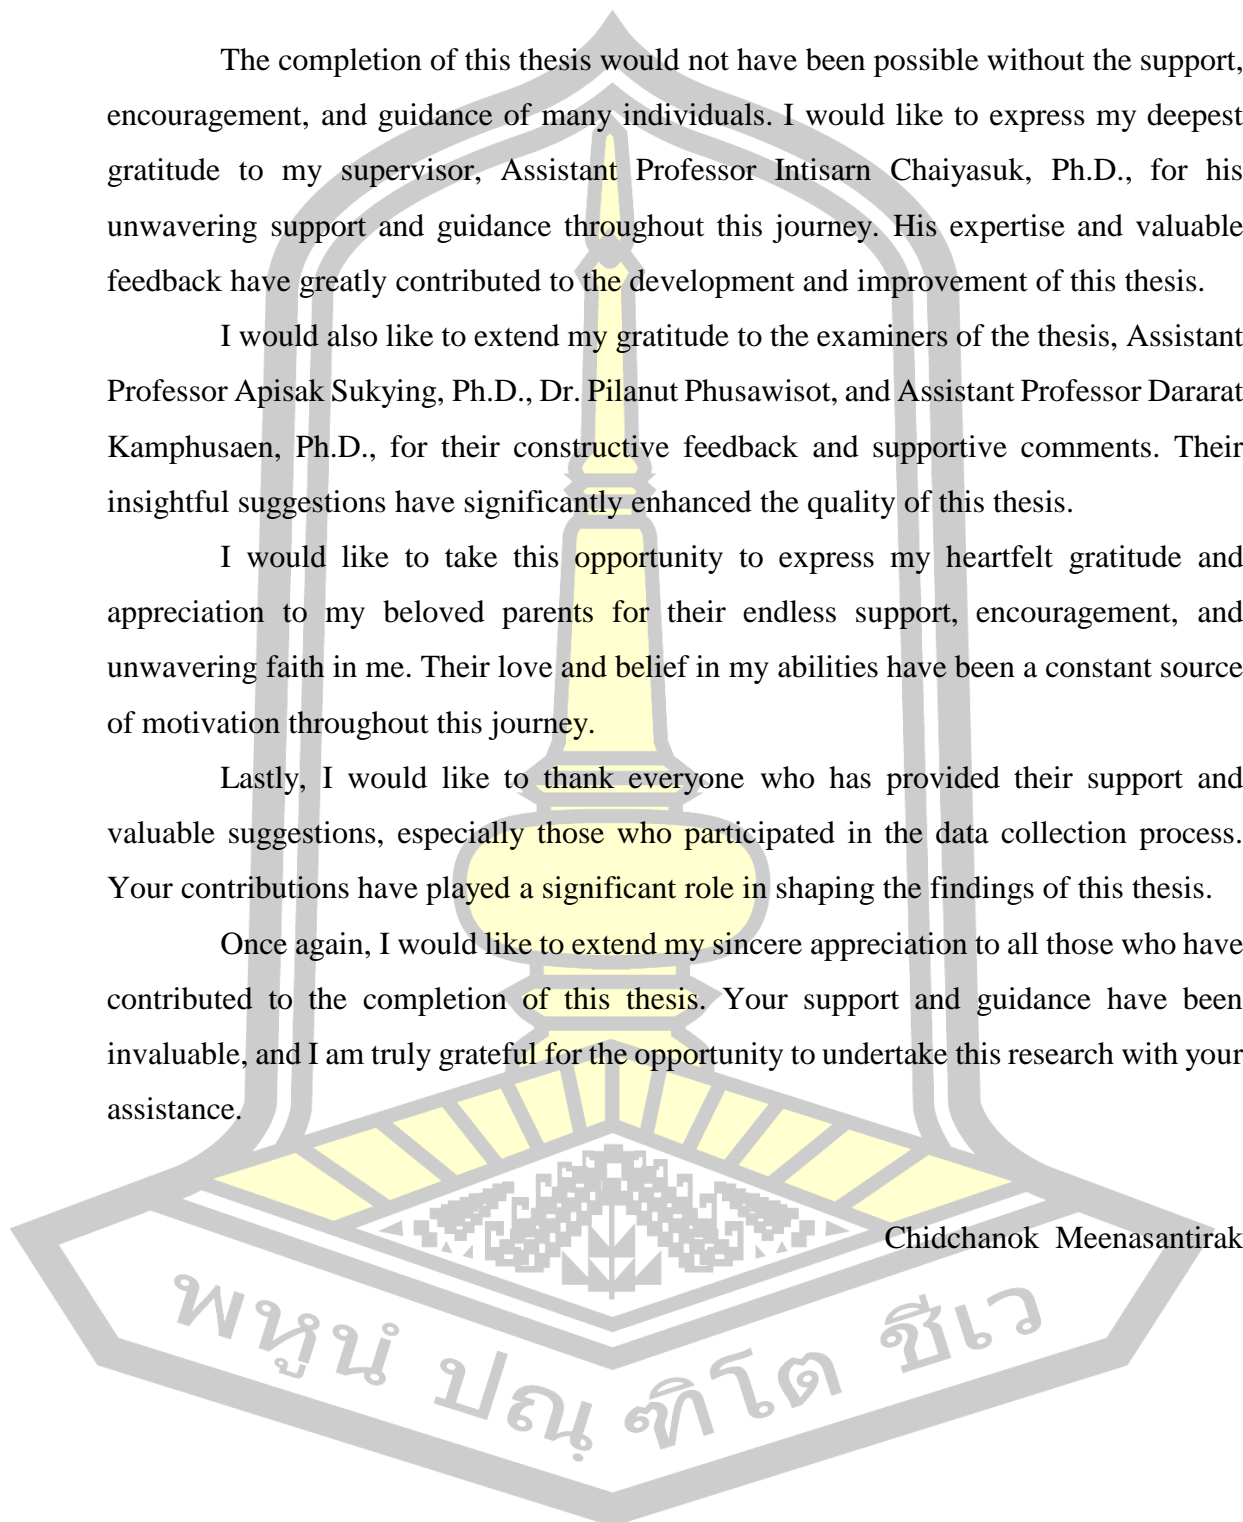 The completion of this thesis would not have been possible without the support,
encouragement, and guidance of many individuals. I would like to express my deepest
gratitude to my supervisor, Assistant Professor Intisarn Chaiyasuk, Ph.D., for his
unwavering support and guidance throughout this journey. His expertise and valuable
feedback have greatly contributed to the development and improvement of this thesis.
I would also like to extend my gratitude to the examiners of the thesis, Assistant
Professor Apisak Sukying, Ph.D., Dr. Pilanut Phusawisot, and Assistant Professor Dararat
Kamphusaen, Ph.D., for their constructive feedback and supportive comments. Their
insightful suggestions have significantly enhanced the quality of this thesis.
I would like to take this opportunity to express my heartfelt gratitude and
appreciation to my beloved parents for their endless support, encouragement, and
unwavering faith in me. Their love and belief in my abilities have been a constant source
of motivation throughout this journey.
Lastly, I would like to thank everyone who has provided their support and
valuable suggestions, especially those who participated in the data collection process.
Your contributions have played a significant role in shaping the findings of this thesis.
Once again, I would like to extend my sincere appreciation to all those who have
contributed to the completion of this thesis. Your support and guidance have been
invaluable, and I am truly grateful for the opportunity to undertake this research with your
assistance.
Chidchanok Meenasantirak
พหูนํ ปณฺ ฑิโต ชีเว